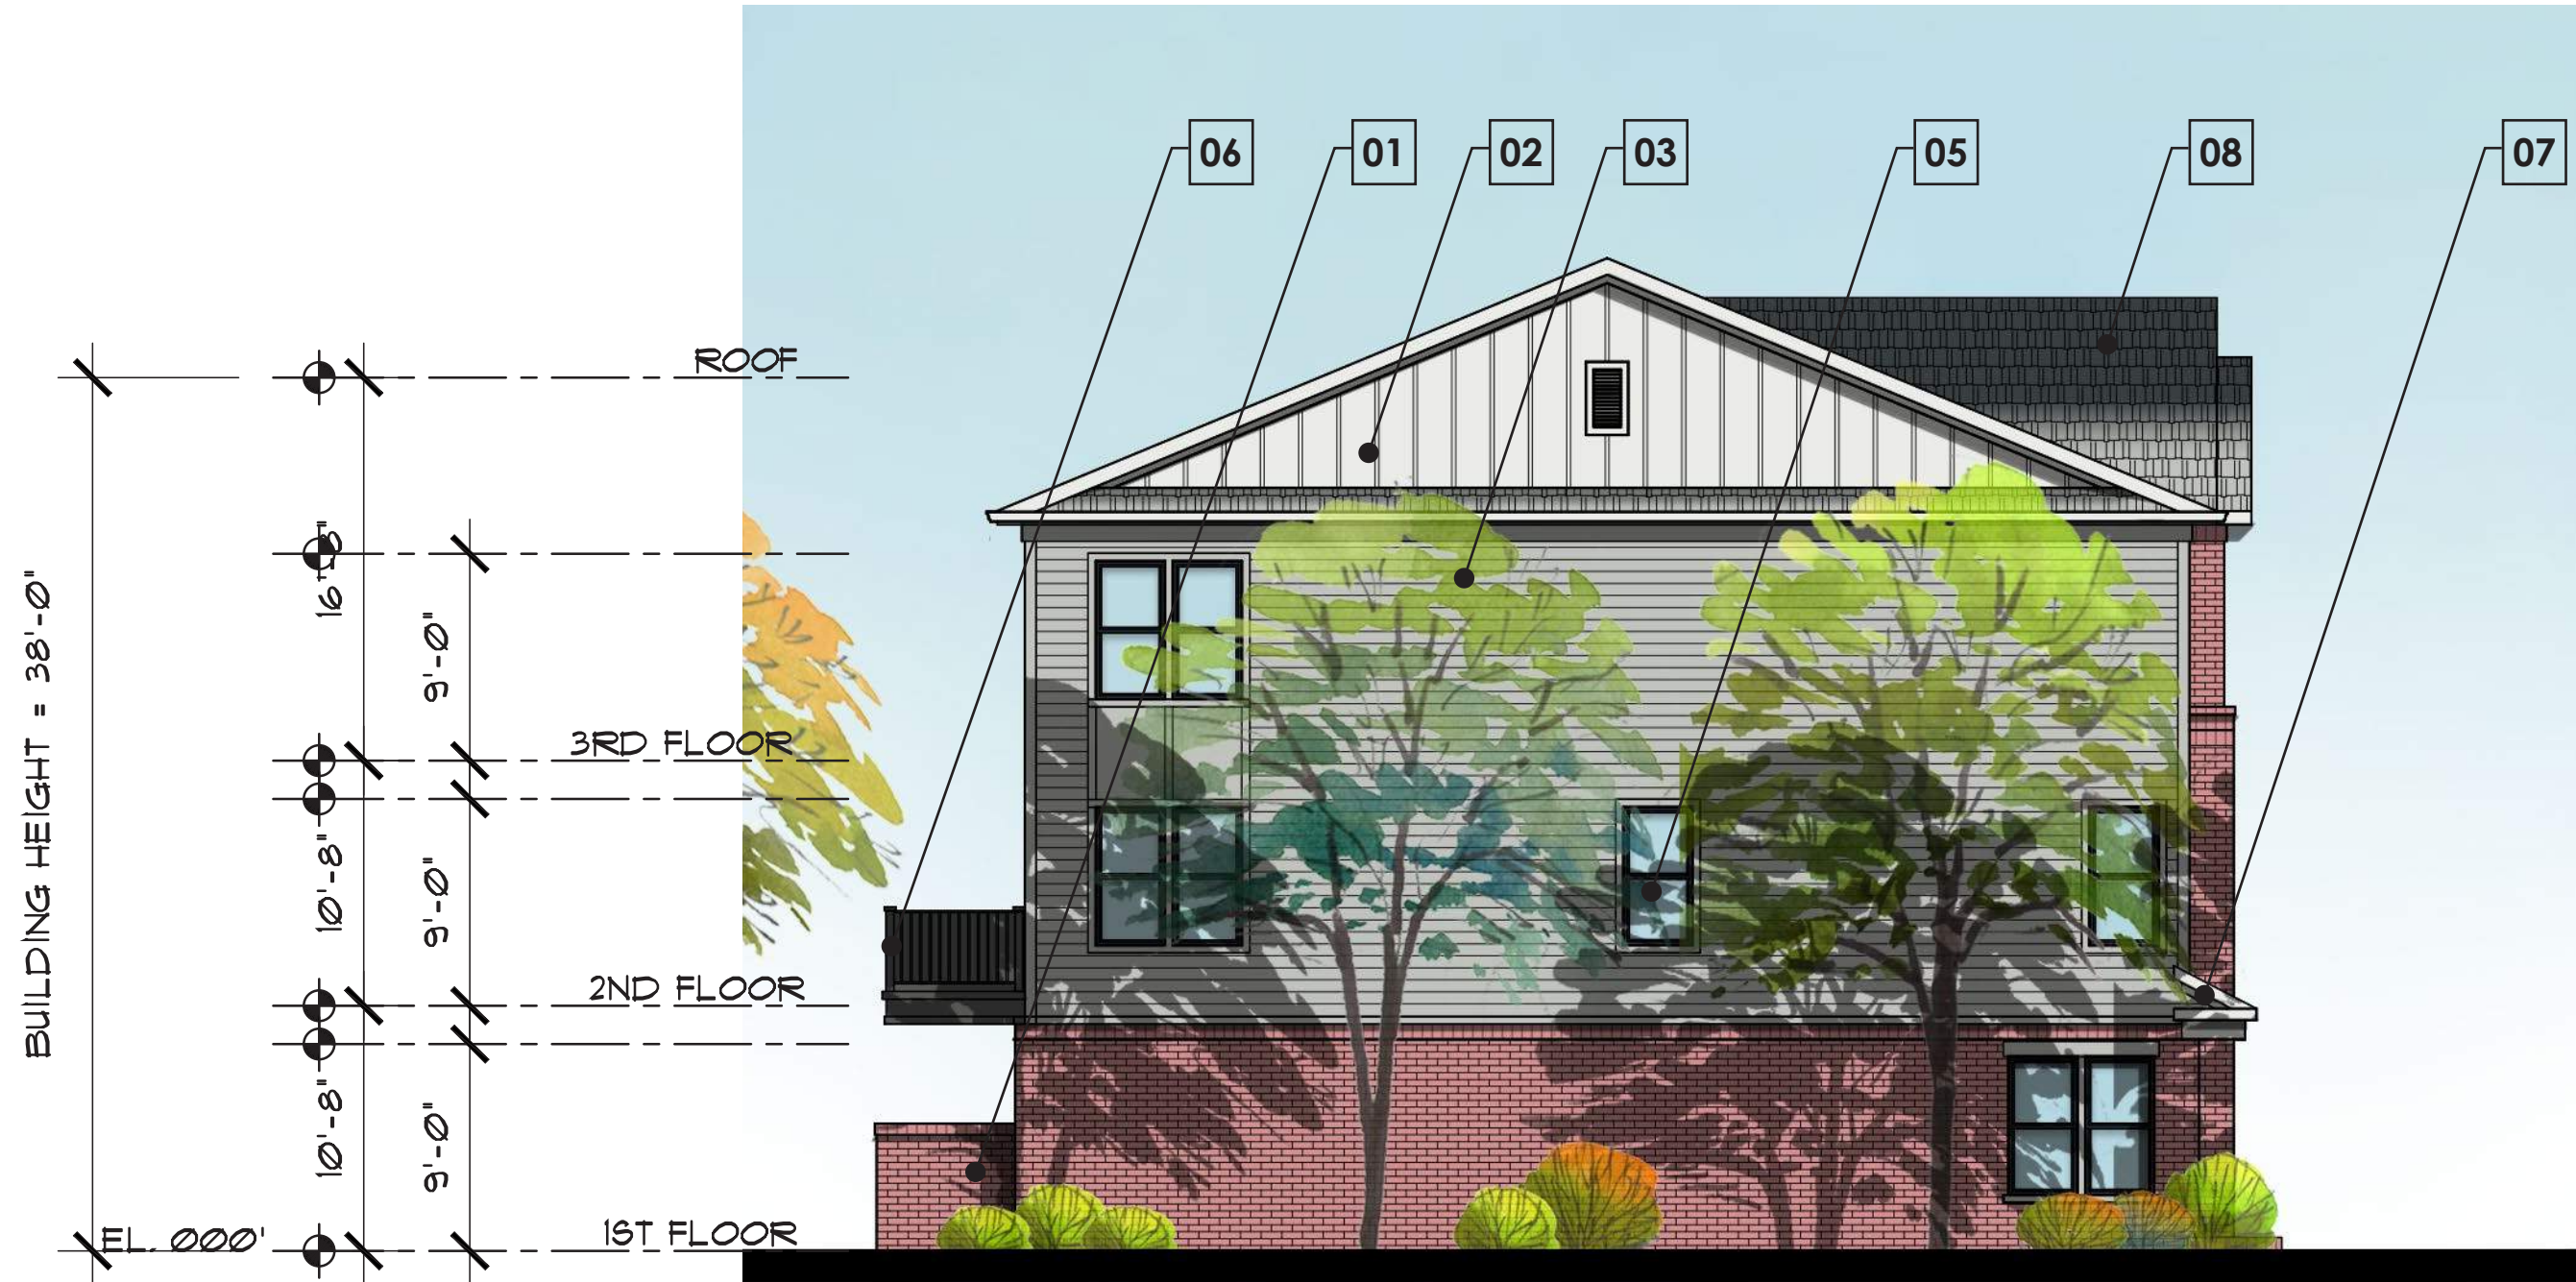 06 01 02 03 05 08 07
ROOF
16'-8"
9'-0"
BUILDING HEIGHT = 38'-0"
3RD FLOOR
10'-8"
9'-0"
2ND FLOOR
10'-8"
9'-0"
EL. 000'
1ST FLOOR